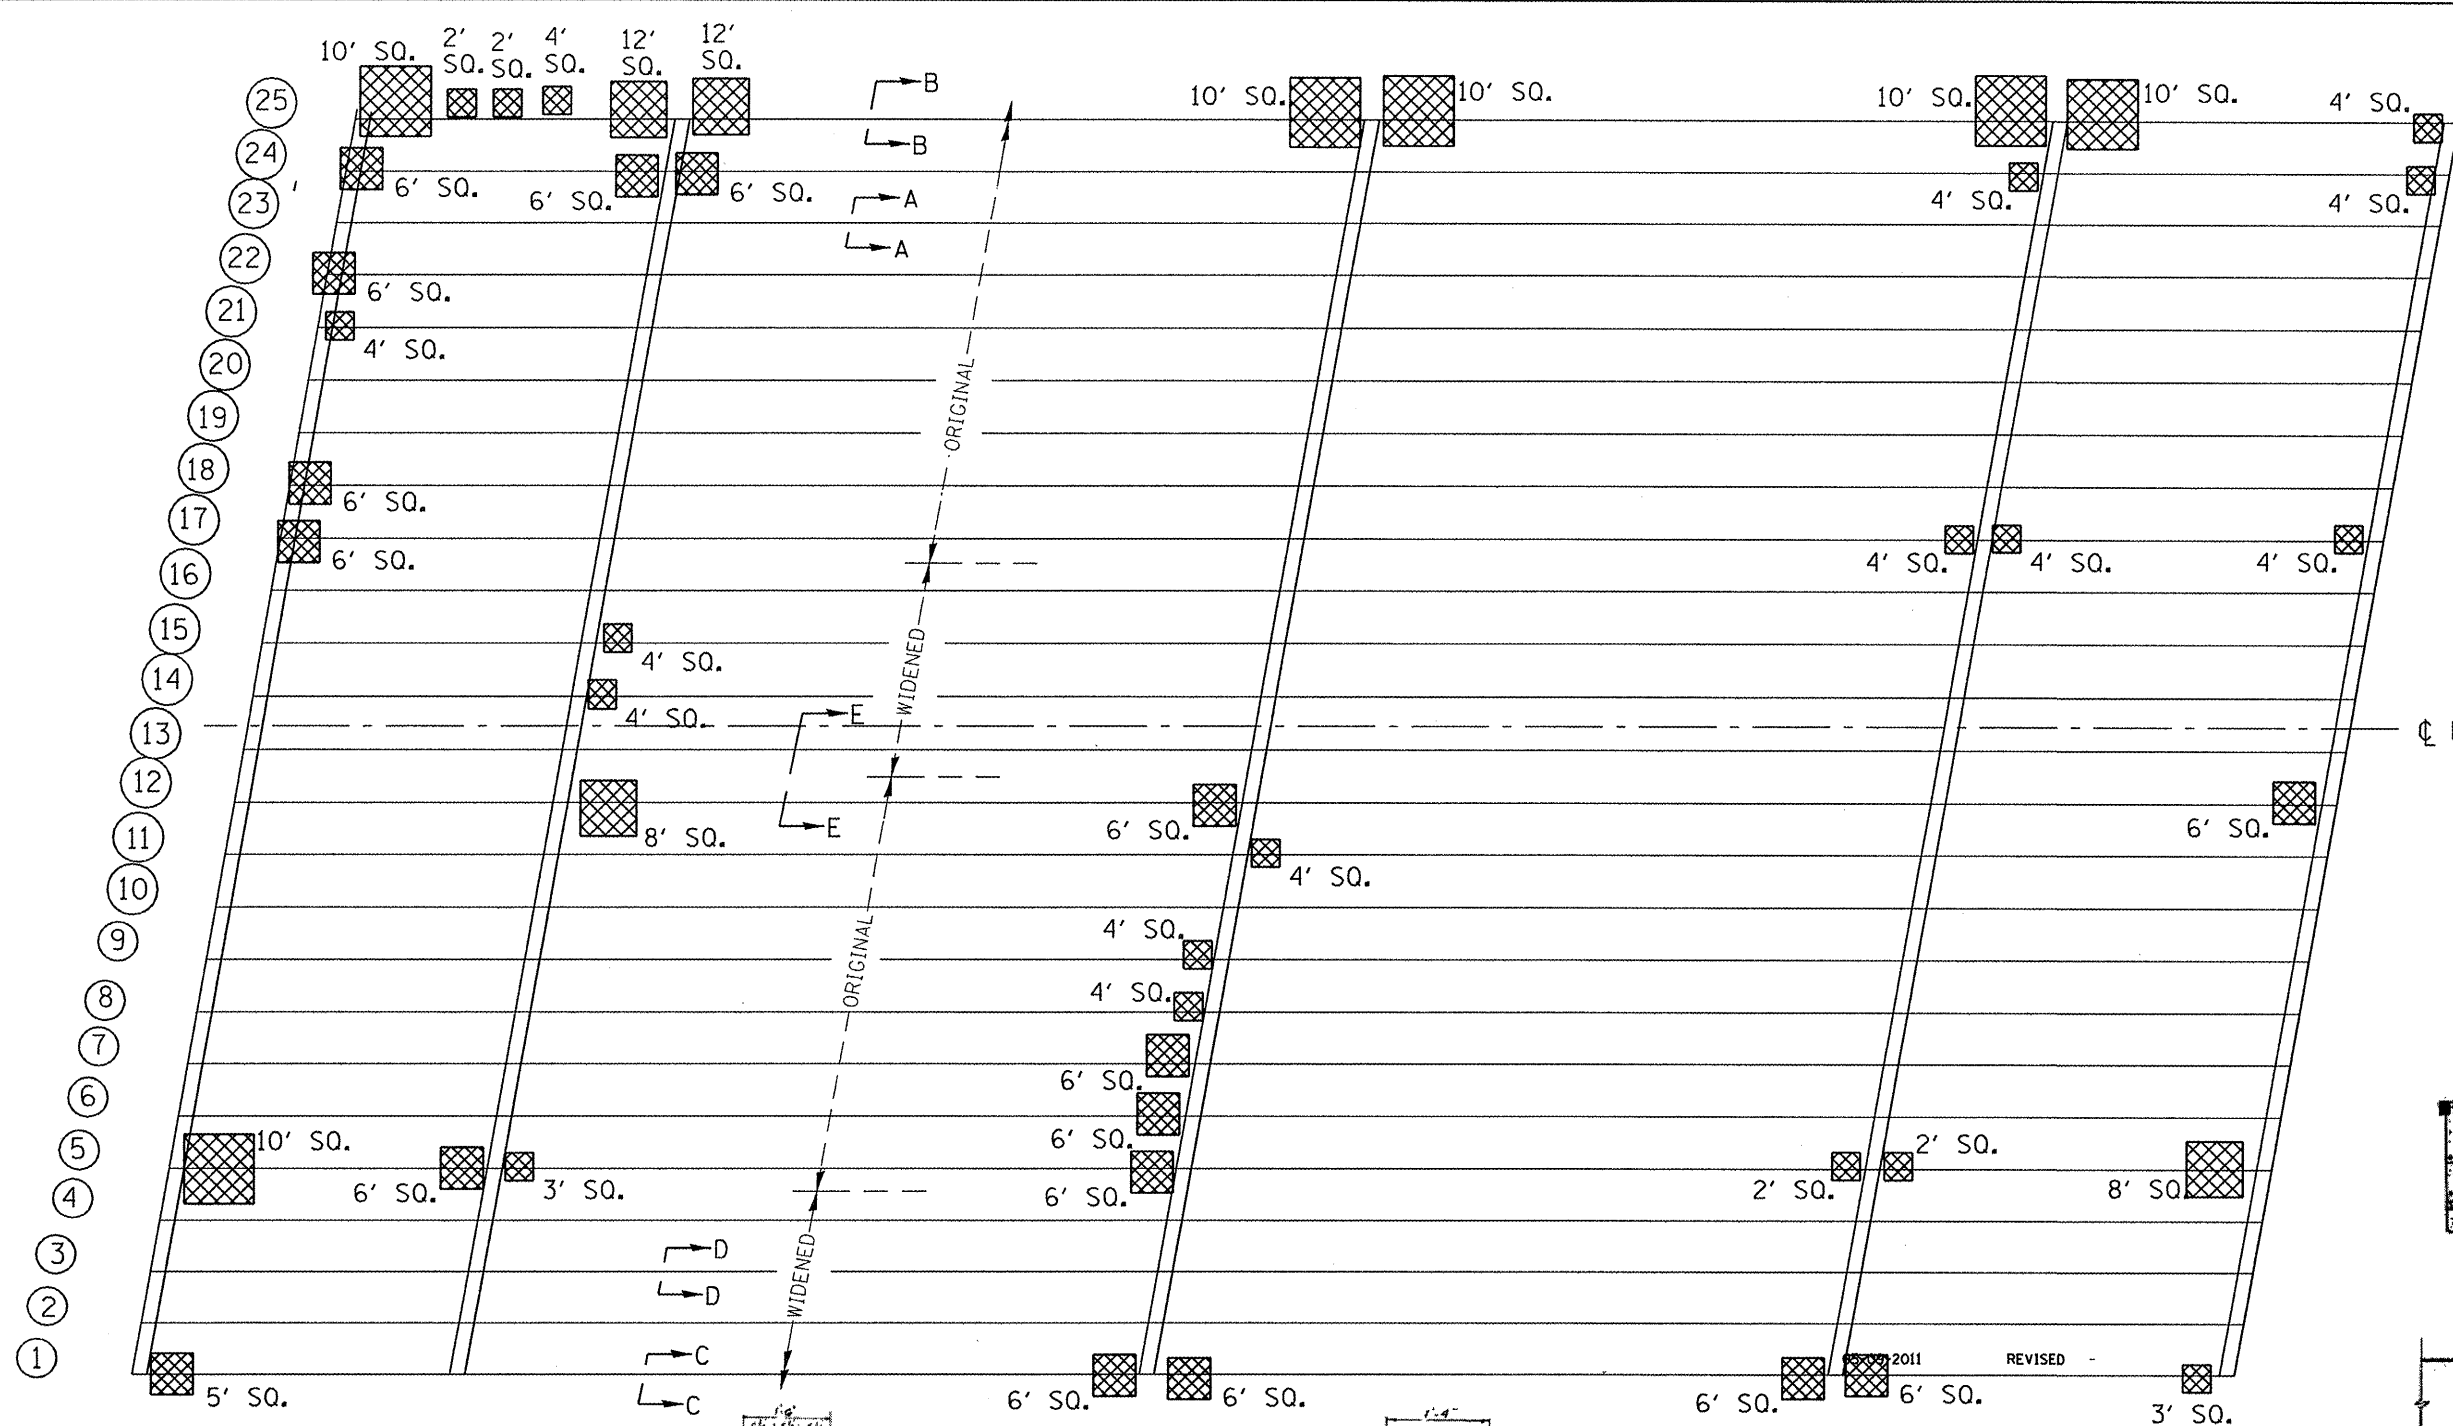 10' SQ.
2' SQ.
2' SQ.
4' SQ.
12' SQ.
12' SQ.
B
B
10' SQ.
10' SQ.
10' SQ.
10' SQ.
4' SQ.
25
24
6' SQ.
6' SQ.
6' SQ.
4' SQ.
4' SQ.
23
A
A
22
6' SQ.
21
4' SQ.
20
ORIGINAL
19
18
6' SQ.
17
6' SQ.
4' SQ.
4' SQ.
4' SQ.
16
15
4' SQ.
WIDENED
14
4' SQ.
13
E
℄
12
8' SQ.
E
6' SQ.
6' SQ.
11
4' SQ.
10
9
4' SQ.
ORIGINAL
8
4' SQ.
7
6' SQ.
6
6' SQ.
5
10' SQ.
6' SQ.
3' SQ.
6' SQ.
2' SQ.
2' SQ.
8' SQ.
4
3
D
D
WIDENED
2
1
C
C
5' SQ.
6' SQ.
6' SQ.
6' SQ.
6' SQ.
3' SQ.
2011
REVISED -
1'-4"